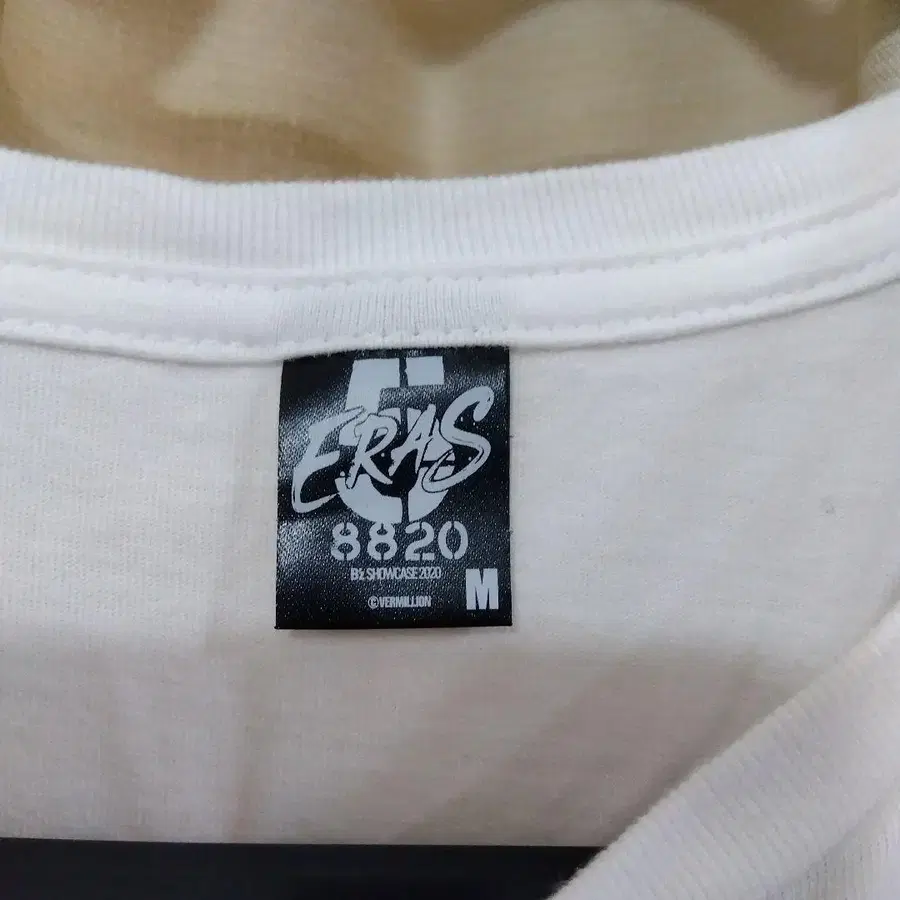 5
ERAS
8820
B'z SHOWCASE 2020
©VERMILLION
M